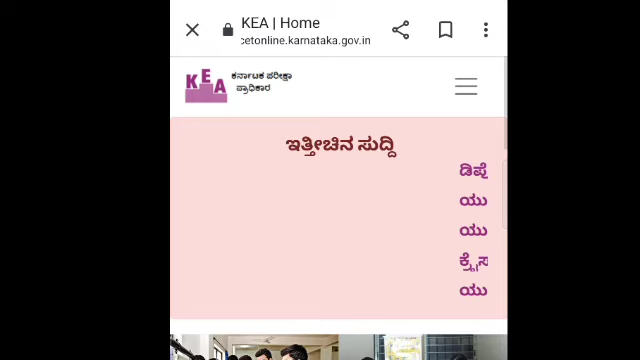 KEA | Home
cetonline.karnataka.gov.in
KEA
ಕರ್ನಾಟಕ ಪರೀಕ್ಷಾ
ಪ್ರಾಧಿಕಾರ
ಇತ್ತೀಚಿನ ಸುದ್ದಿ
ಯು
ಯು
ಯು